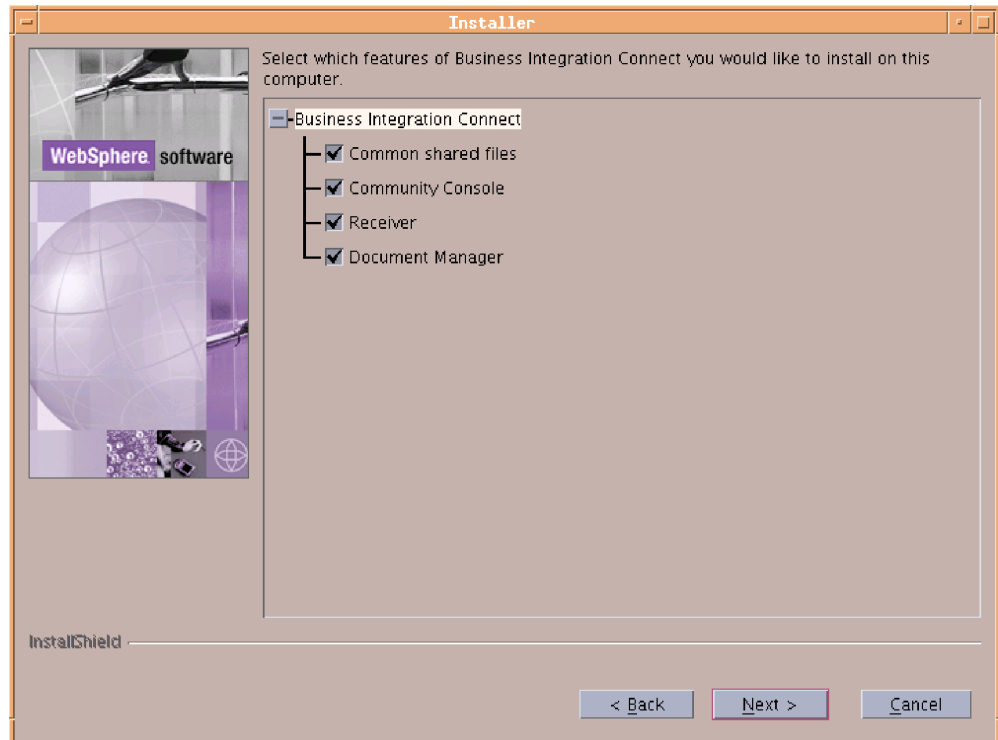 Installer
Select which features of Business Integration Connect you would like to install on this
computer.
WebSphere. software
Business Integration Connect
Common shared files
Community Console
Receiver
Document Manager
InstallShield
< Back
Next >
Cancel